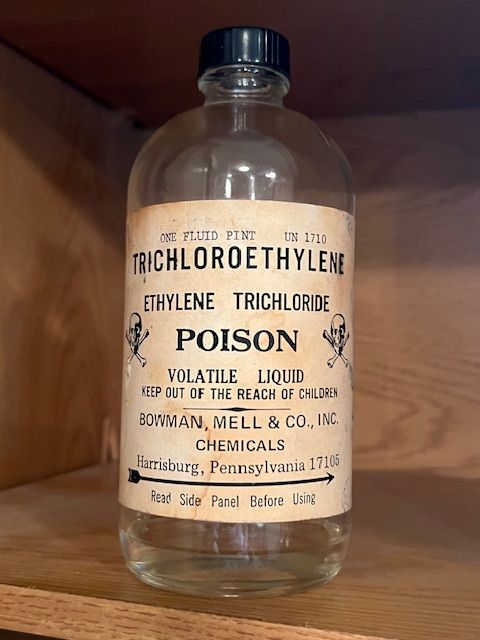 ONE FLUID PINT UN 1710
TRICHLOROETHYLENE
ETHYLENE TRICHLORIDE
POISON
VOLATILE LIQUID
KEEP OUT OF THE REACH OF CHILDREN
BOWMAN, MELL & CO., INC.
CHEMICALS
Harrisburg, Pennsylvania 17105
Read Side Panel Before Using